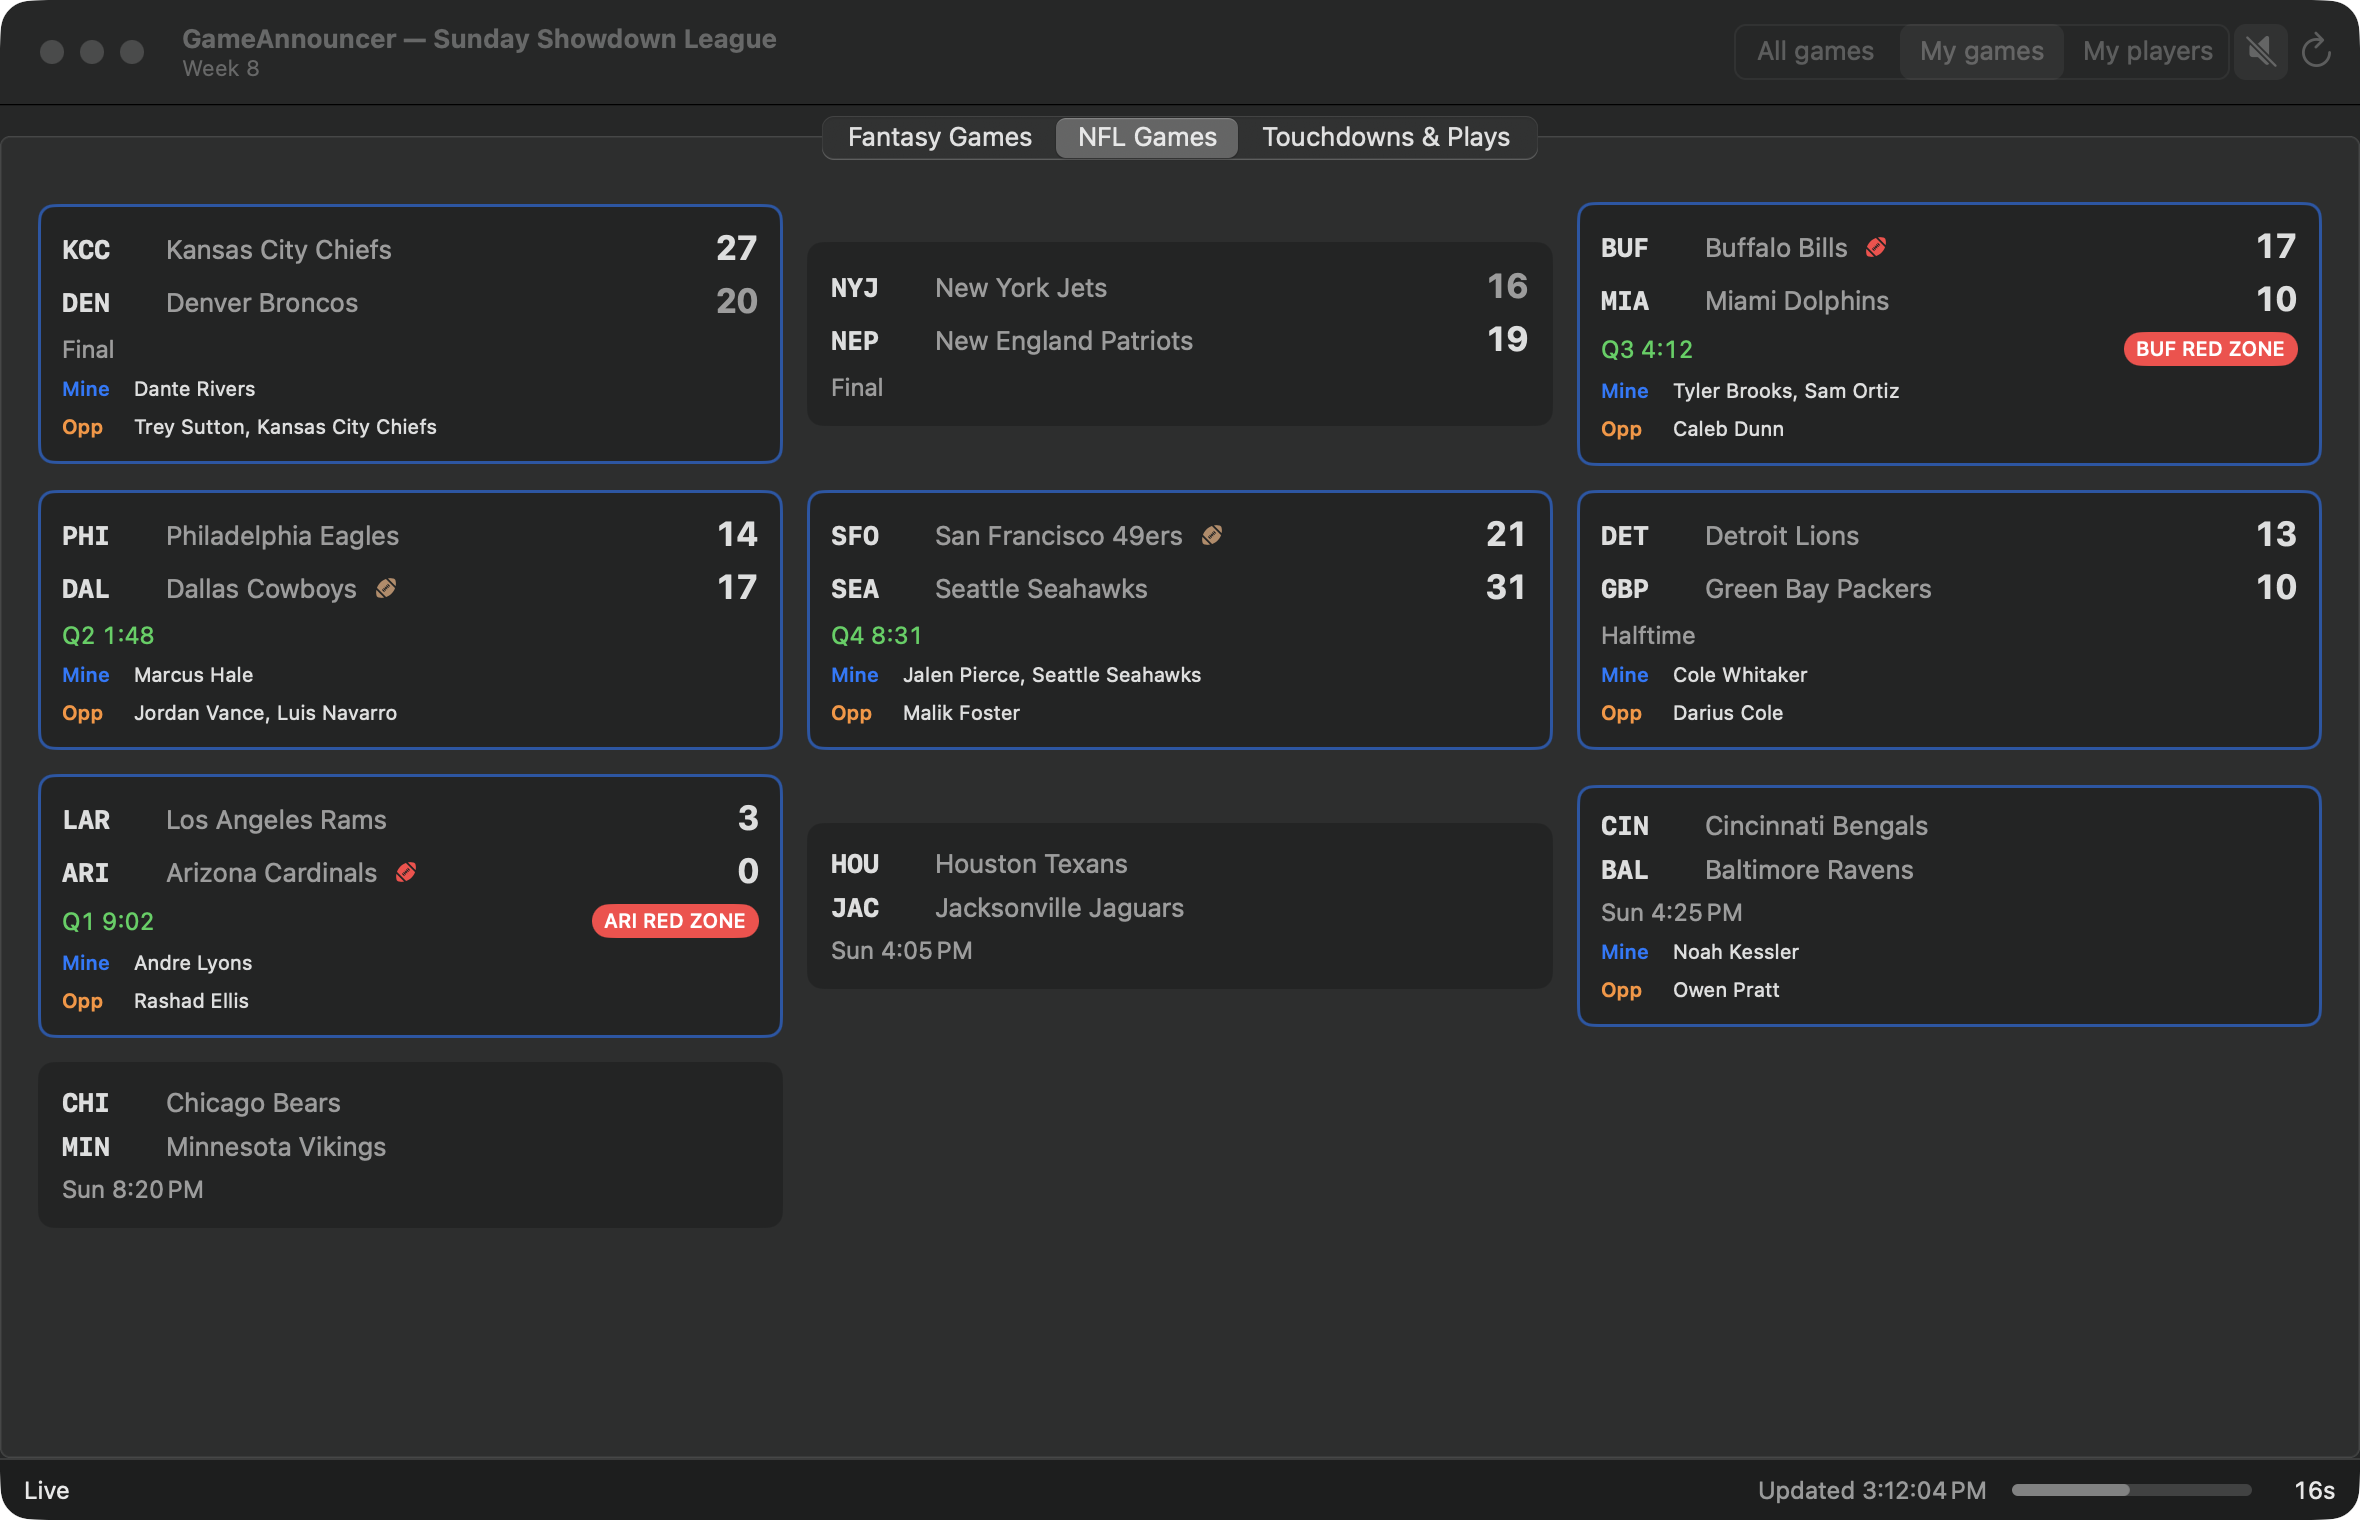 GameAnnouncer — Sunday Showdown League
Week 8
All games My games My players
Fantasy Games NFL Games Touchdowns & Plays
KCC Kansas City Chiefs 27
DEN Denver Broncos 20
Final
Mine Dante Rivers
Opp Trey Sutton, Kansas City Chiefs
NYJ New York Jets 16
NEP New England Patriots 19
Final
BUF Buffalo Bills 17
MIA Miami Dolphins 10
Q3 4:12 BUF RED ZONE
Mine Tyler Brooks, Sam Ortiz
Opp Caleb Dunn
PHI Philadelphia Eagles 14
DAL Dallas Cowboys 17
Q2 1:48
Mine Marcus Hale
Opp Jordan Vance, Luis Navarro
SFO San Francisco 49ers 21
SEA Seattle Seahawks 31
Q4 8:31
Mine Jalen Pierce, Seattle Seahawks
Opp Malik Foster
DET Detroit Lions 13
GBP Green Bay Packers 10
Halftime
Mine Cole Whitaker
Opp Darius Cole
LAR Los Angeles Rams 3
ARI Arizona Cardinals 0
Q1 9:02 ARI RED ZONE
Mine Andre Lyons
Opp Rashad Ellis
HOU Houston Texans
JAC Jacksonville Jaguars
Sun 4:05 PM
CIN Cincinnati Bengals
BAL Baltimore Ravens
Sun 4:25 PM
Mine Noah Kessler
Opp Owen Pratt
CHI Chicago Bears
MIN Minnesota Vikings
Sun 8:20 PM
Live Updated 3:12:04 PM 16s